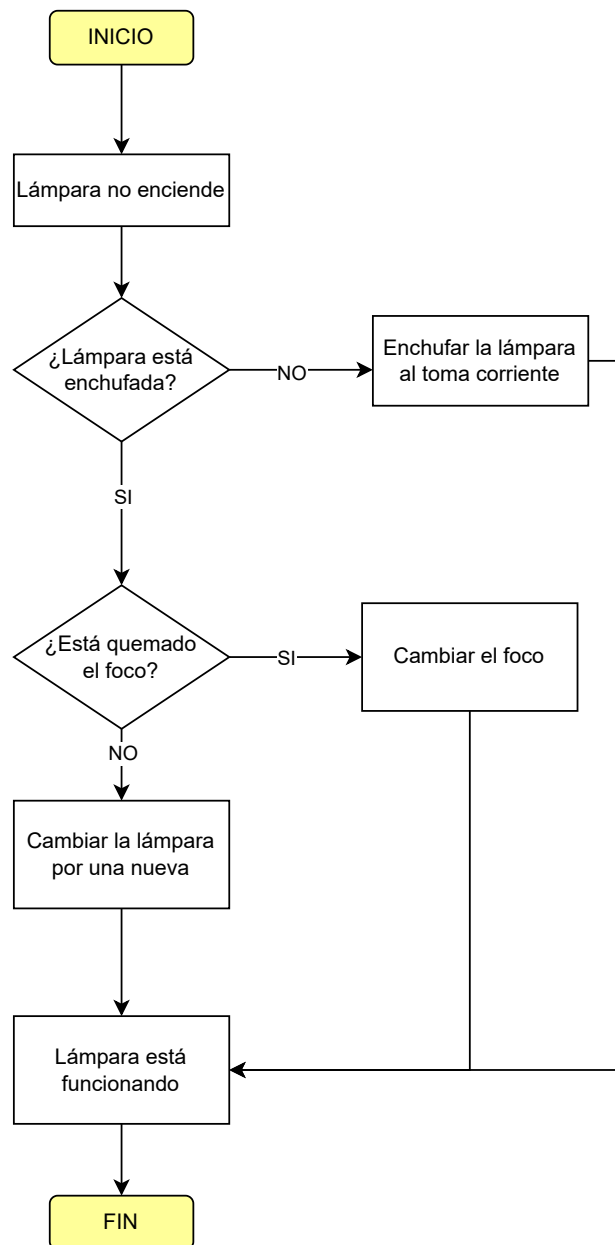 INICIO
Lámpara no enciende
¿Lámpara está
enchufada?
NO
Enchufar la lámpara
al toma corriente
SI
¿Está quemado
el foco?
SI
Cambiar el foco
NO
Cambiar la lámpara
por una nueva
Lámpara está
funcionando
FIN